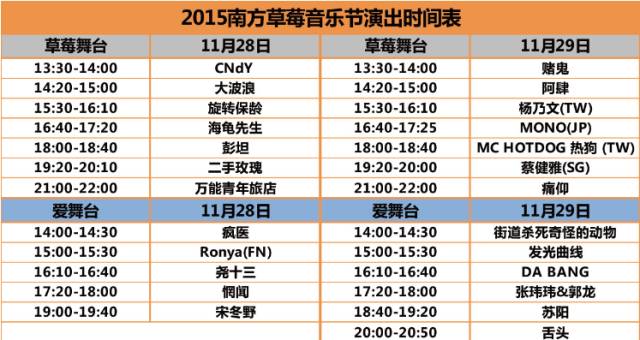 2015南方草莓音乐节演出时间表
草莓舞台 11月28日 草莓舞台 11月29日
13:30-14:00 CNdY 13:30-14:00 赌鬼
14:20-15:00 大波浪 14:20-15:00 阿肆
15:30-16:10 旋转保龄 15:30-16:10 杨乃文(TW)
16:40-17:20 海龟先生 16:40-17:25 MONO(JP)
18:00-18:40 彭坦 18:00-18:40 MC HOTDOG 热狗 (TW)
19:20-20:10 二手玫瑰 19:20-20:00 蔡健雅(SG)
21:00-22:00 万能青年旅店 21:00-22:00 痛仰
爱舞台 11月28日 爱舞台 11月29日
14:00-14:30 疯医 14:00-14:30 街道杀死奇怪的动物
15:00-15:30 Ronya(FN) 15:00-15:30 发光曲线
16:10-16:40 尧十三 16:10-16:40 DA BANG
17:20-18:00 惘闻 17:20-18:00 张玮玮&郭龙
19:00-19:40 宋冬野 18:40-19:20 苏阳
20:00-20:50 舌头